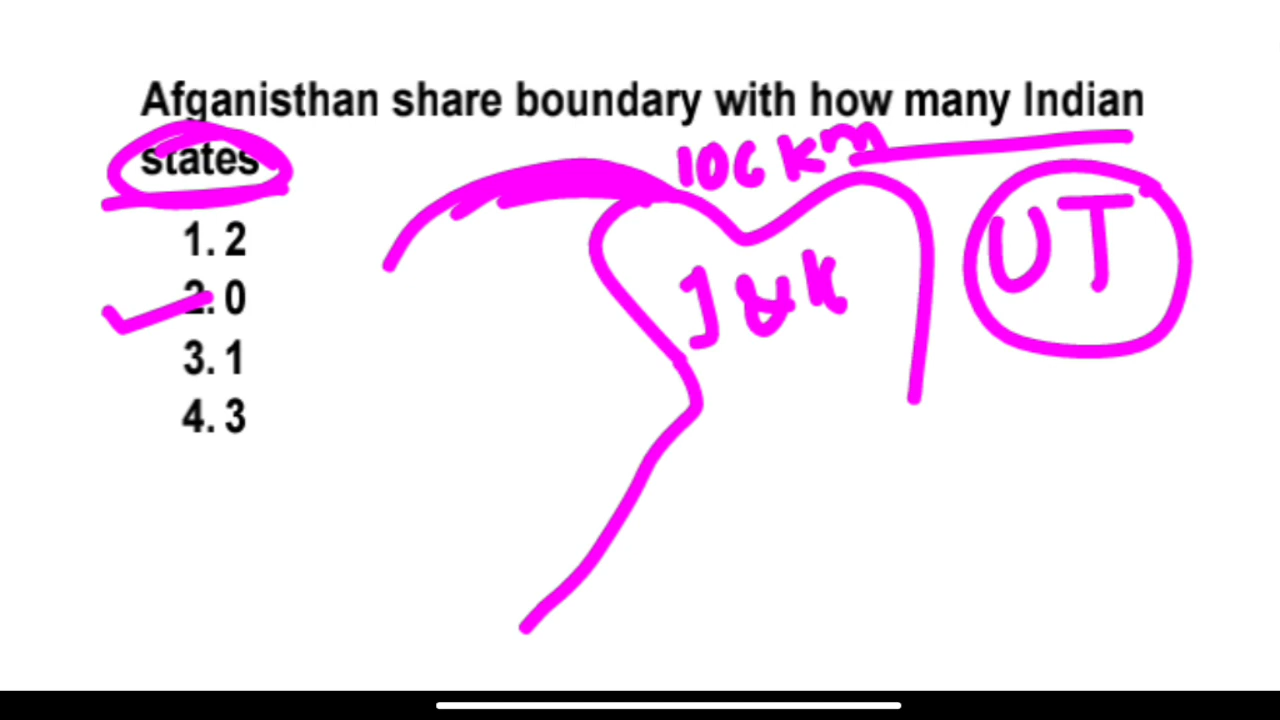 Afganisthan share boundary with how many Indian
states
106 km
1. 2
2. 0
3. 1
4. 3
J & K
UT